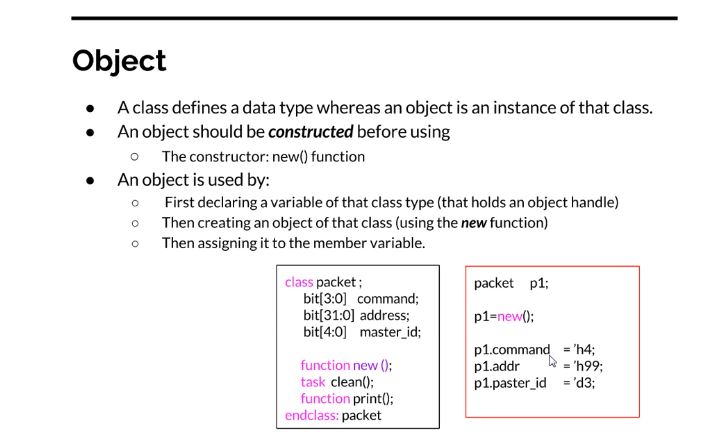 Object
● A class defines a data type whereas an object is an instance of that class.
● An object should be constructed before using
○ The constructor: new() function
● An object is used by:
○ First declaring a variable of that class type (that holds an object handle)
○ Then creating an object of that class (using the new function)
○ Then assigning it to the member variable.
class packet ;
bit[3:0] command;
bit[31:0] address;
bit[4:0] master_id;
function new ();
task clean();
function print();
endclass: packet
packet p1;
p1=new();
p1.command = 'h4;
p1.addr = 'h99;
p1.paster_id = 'd3;